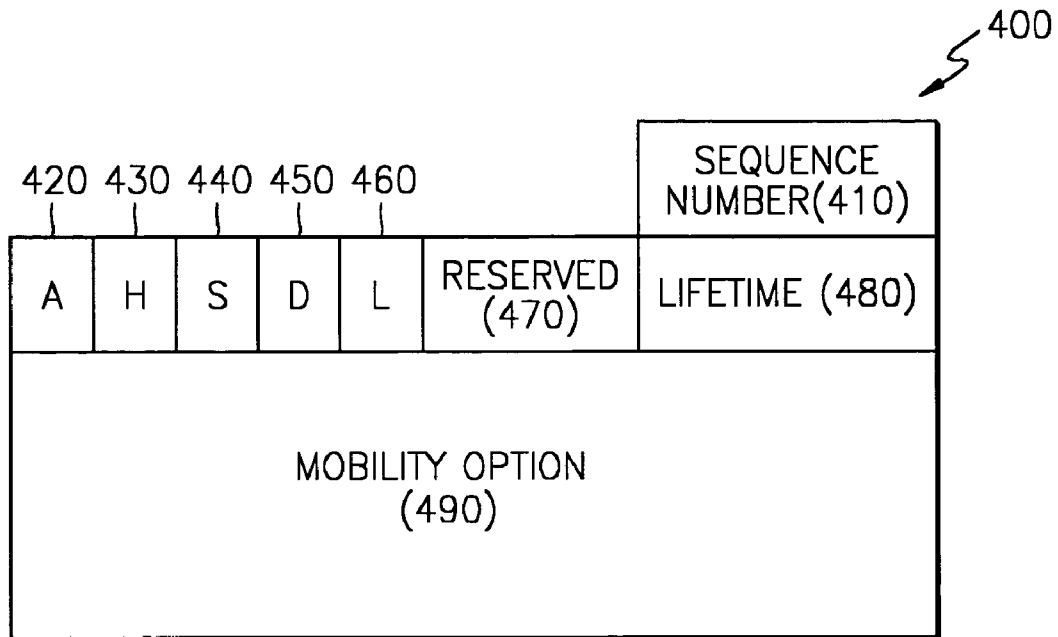 400
SEQUENCE
NUMBER(410)
420 430 440 450 460
A H S D L RESERVED
(470) LIFETIME (480)
MOBILITY OPTION
(490)